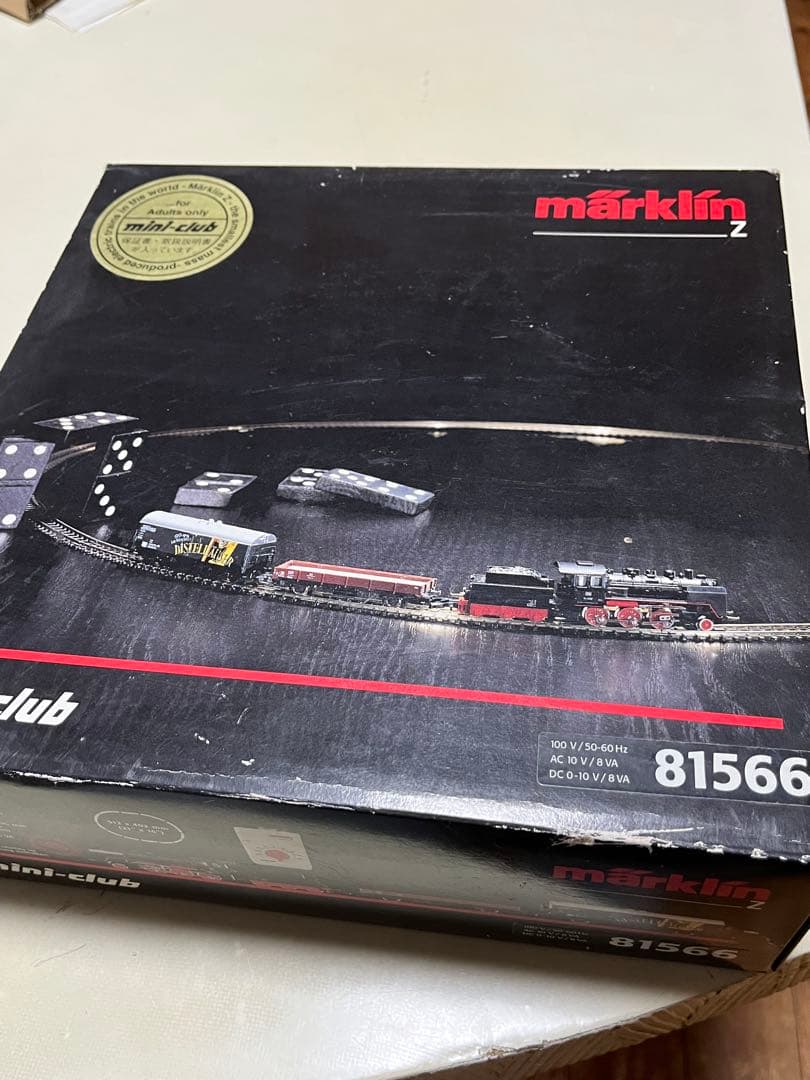 ...for
Adults only
mini-club
保証書・取扱説明書
が入っています
trains in the world - Märklin Z - the smallest mass - produced electric
märklin
Z
DISTELHÄUSER
club
100 V / 50-60 Hz
AC 10 V / 8 VA
DC 0-10 V / 8 VA
81566
mini-club
märklin
Z
81566